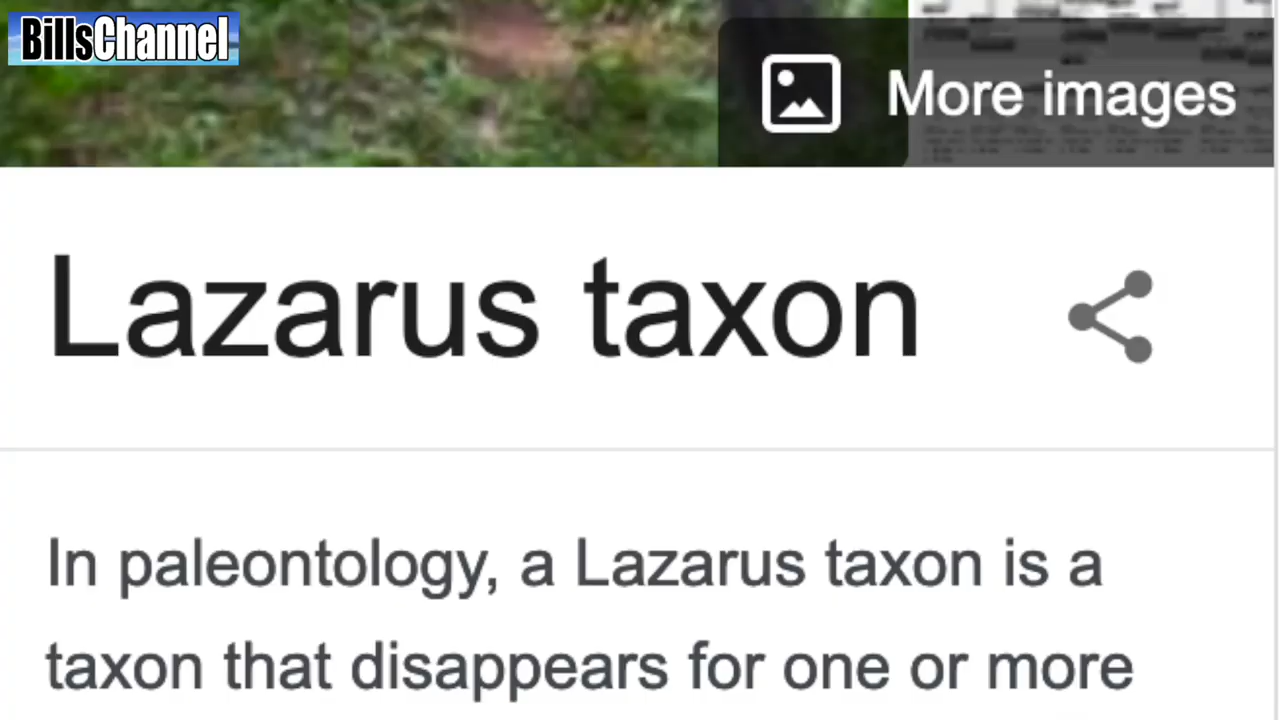 BillsChannel
More images
Lazarus taxon
In paleontology, a Lazarus taxon is a
taxon that disappears for one or more